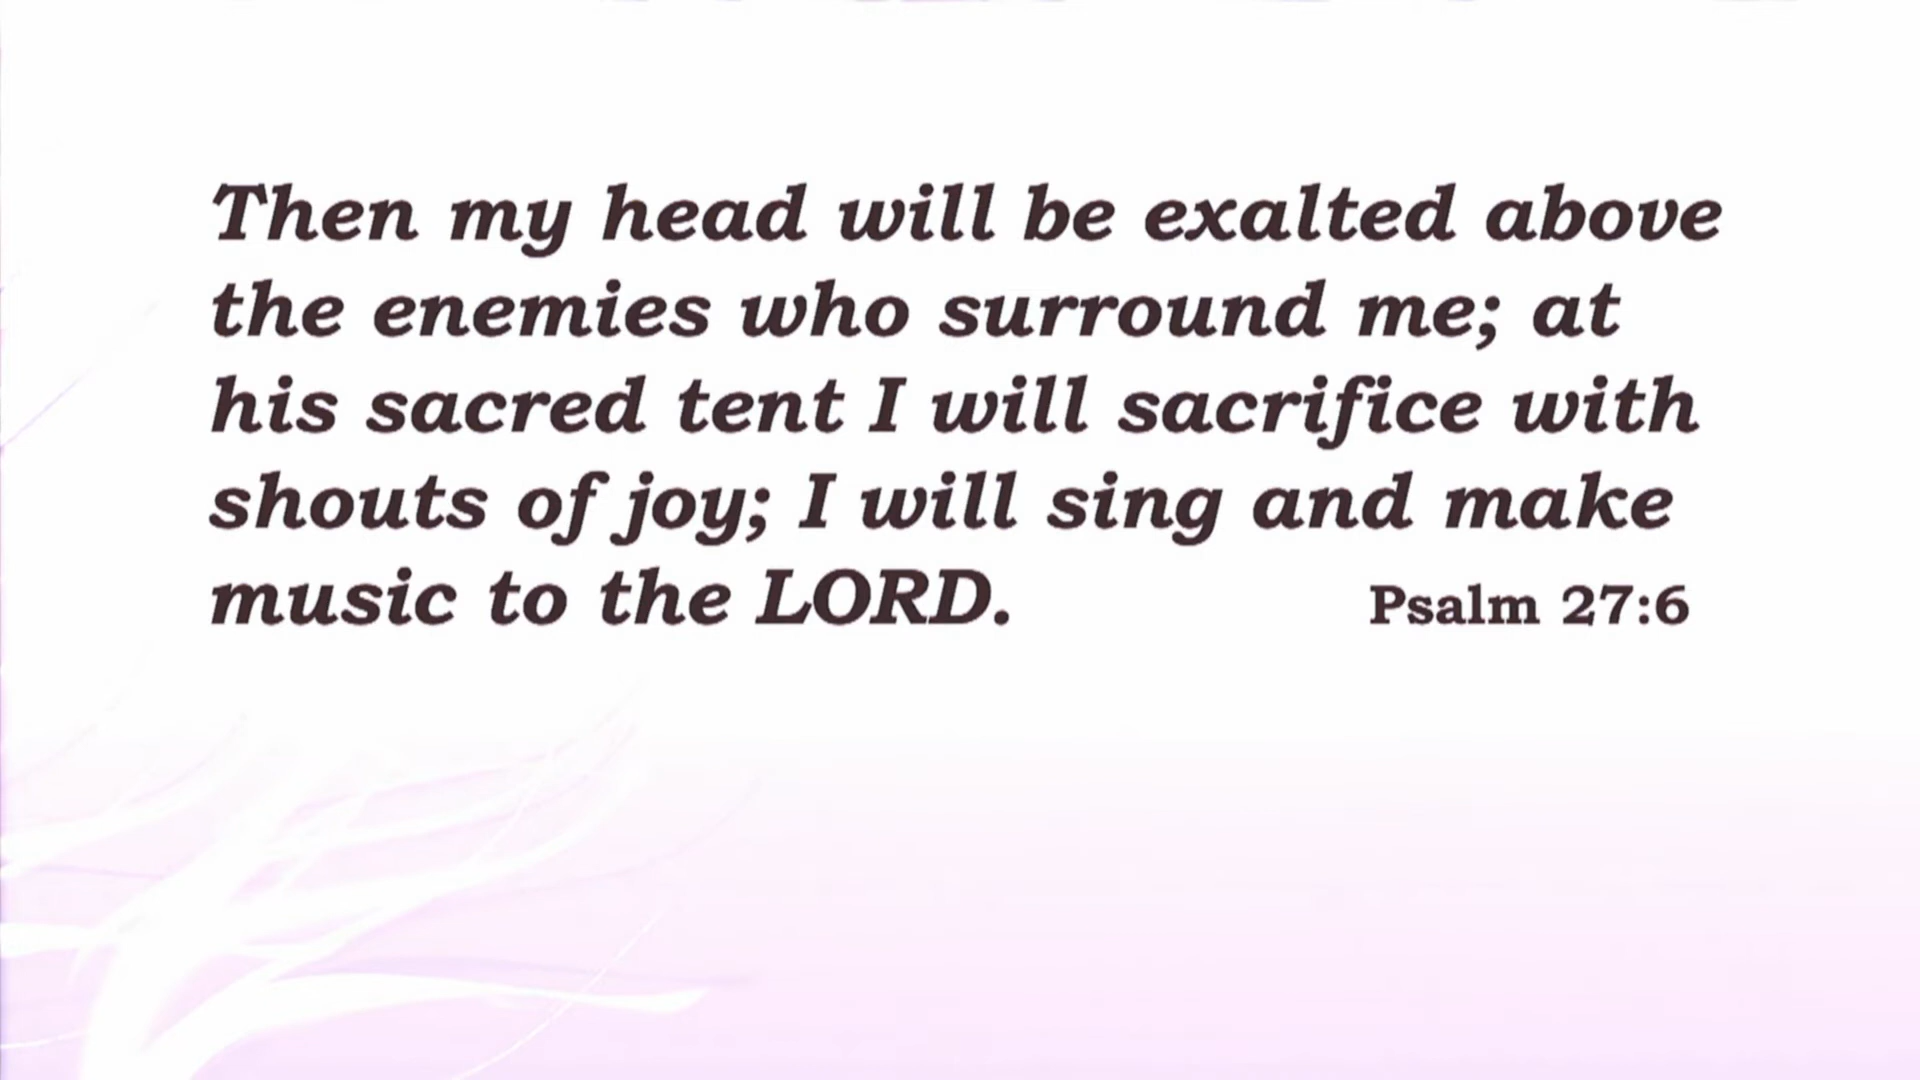 Then my head will be exalted above
the enemies who surround me; at
his sacred tent I will sacrifice with
shouts of joy; I will sing and make
music to the LORD.
Psalm 27:6